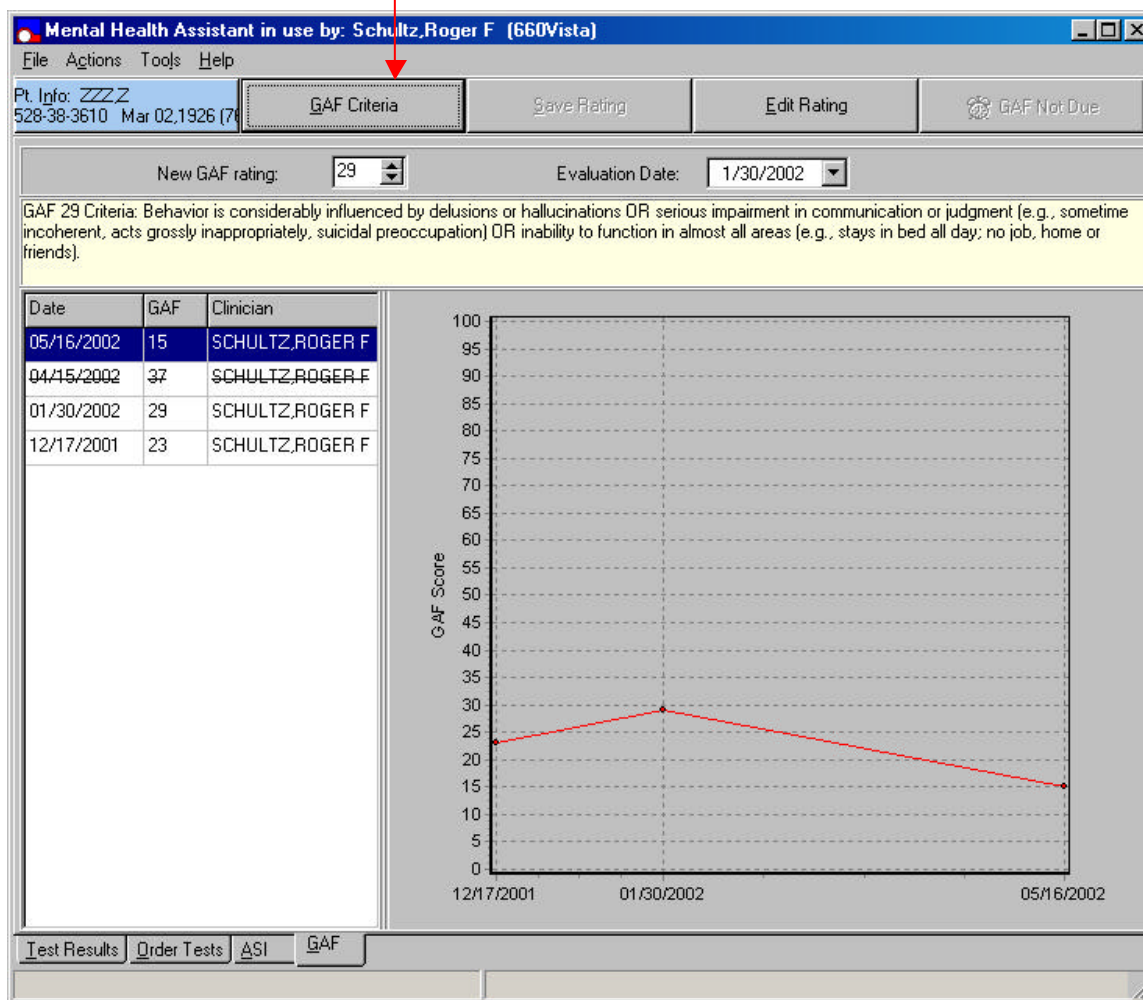 Mental Health Assistant in use by: Schultz,Roger F (660Vista)
File Actions Tools Help
Pt. Info: ZZZ,Z
528-38-3610 Mar 02,1926 (76
GAF Criteria
Save Rating
Edit Rating
GAF Not Due
New GAF rating: 29 Evaluation Date: 1/30/2002
GAF 29 Criteria: Behavior is considerably influenced by delusions or hallucinations OR serious impairment in communication or judgment (e.g., sometime
incoherent, acts grossly inappropriately, suicidal preoccupation) OR inability to function in almost all areas (e.g., stays in bed all day; no job, home or
friends).
Date GAF Clinician
05/16/2002 15 SCHULTZ,ROGER F
04/15/2002 37 SCHULTZ,ROGER F
01/30/2002 29 SCHULTZ,ROGER F
12/17/2001 23 SCHULTZ,ROGER F
GAF Score
100
95
90
85
80
75
70
65
60
55
50
45
40
35
30
25
20
15
10
5
0
12/17/2001 01/30/2002 05/16/2002
Test Results Order Tests ASI GAF